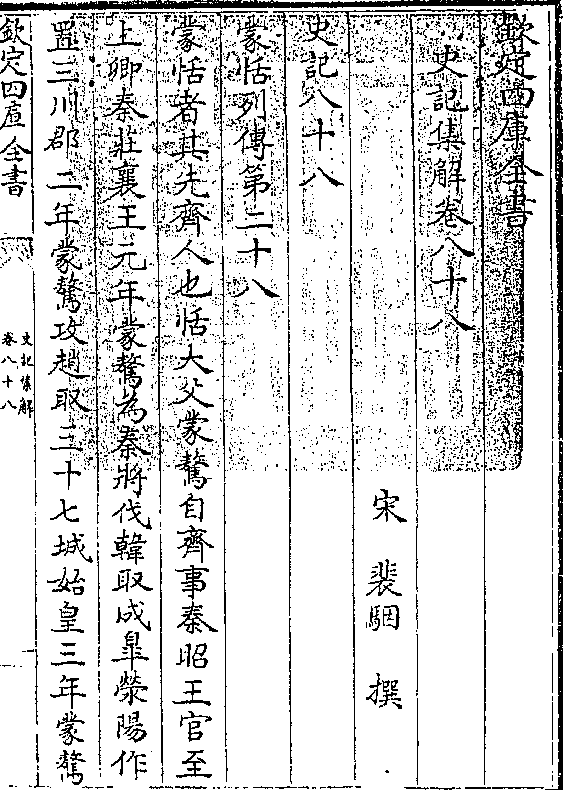 欽定四庫全書
史記集解卷八十八
宋 裴駰 撰
史記八十八
蒙恬列傳第二十八
蒙恬者其先齊人也恬大父蒙驁自齊事秦昭王官至
上卿秦莊襄王元年蒙驁為秦將伐韓取成臯滎陽作
置三川郡二年蒙驁攻趙取三十七城始皇三年蒙驁
欽定四庫全書
史記集解
卷八十八